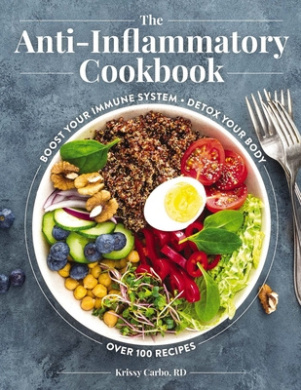 The
Anti-Inflammatory
Cookbook
BOOST YOUR IMMUNE SYSTEM • DETOX YOUR BODY
OVER 100 RECIPES
Krissy Carbo, RD